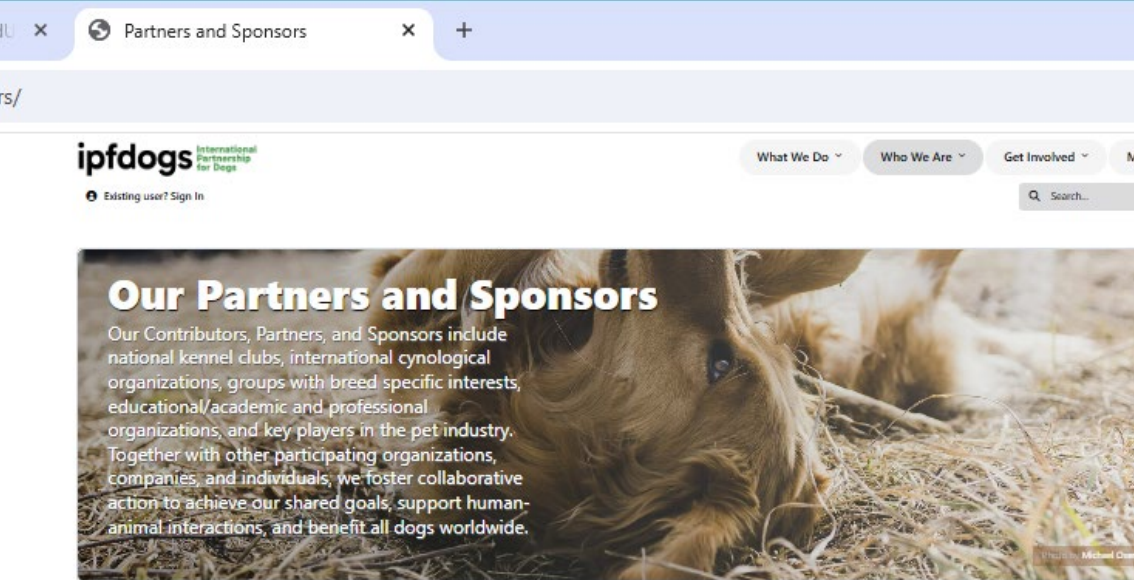 Partners and Sponsors
rs/
ipfdogs International
Partnership
for Dogs
What We Do Who We Are Get Involved M
Existing user? Sign In
Search...
Our Partners and Sponsors
Our Contributors, Partners, and Sponsors include
national kennel clubs, international cynological
organizations, groups with breed specific interests,
educational/academic and professional
organizations, and key players in the pet industry.
Together with other participating organizations,
companies, and individuals, we foster collaborative
action to achieve our shared goals, support human-
animal interactions, and benefit all dogs worldwide.
Photo by Michael